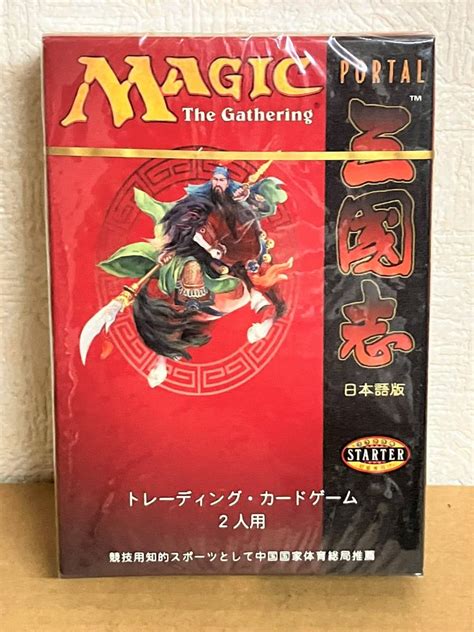 MAGIC
The Gathering®
PORTAL
™
三國志
日本語版
STARTER
トレーディング・カードゲーム
2人用
競技用知的スポーツとして中国国家体育総局推薦